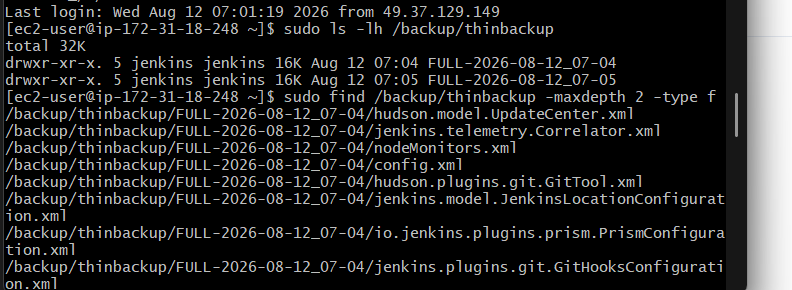 Last login: Wed Aug 12 07:01:19 2026 from 49.37.129.149
[ec2-user@ip-172-31-18-248 ~]$ sudo ls -lh /backup/thinbackup
total 32K
drwxr-xr-x. 5 jenkins jenkins 16K Aug 12 07:04 FULL-2026-08-12_07-04
drwxr-xr-x. 5 jenkins jenkins 16K Aug 12 07:05 FULL-2026-08-12_07-05
[ec2-user@ip-172-31-18-248 ~]$ sudo find /backup/thinbackup -maxdepth 2 -type f
/backup/thinbackup/FULL-2026-08-12_07-04/hudson.model.UpdateCenter.xml
/backup/thinbackup/FULL-2026-08-12_07-04/jenkins.telemetry.Correlator.xml
/backup/thinbackup/FULL-2026-08-12_07-04/nodeMonitors.xml
/backup/thinbackup/FULL-2026-08-12_07-04/config.xml
/backup/thinbackup/FULL-2026-08-12_07-04/hudson.plugins.git.GitTool.xml
/backup/thinbackup/FULL-2026-08-12_07-04/jenkins.model.JenkinsLocationConfigurat
ion.xml
/backup/thinbackup/FULL-2026-08-12_07-04/io.jenkins.plugins.prism.PrismConfigura
tion.xml
/backup/thinbackup/FULL-2026-08-12_07-04/jenkins.plugins.git.GitHooksConfigurati
on.xml